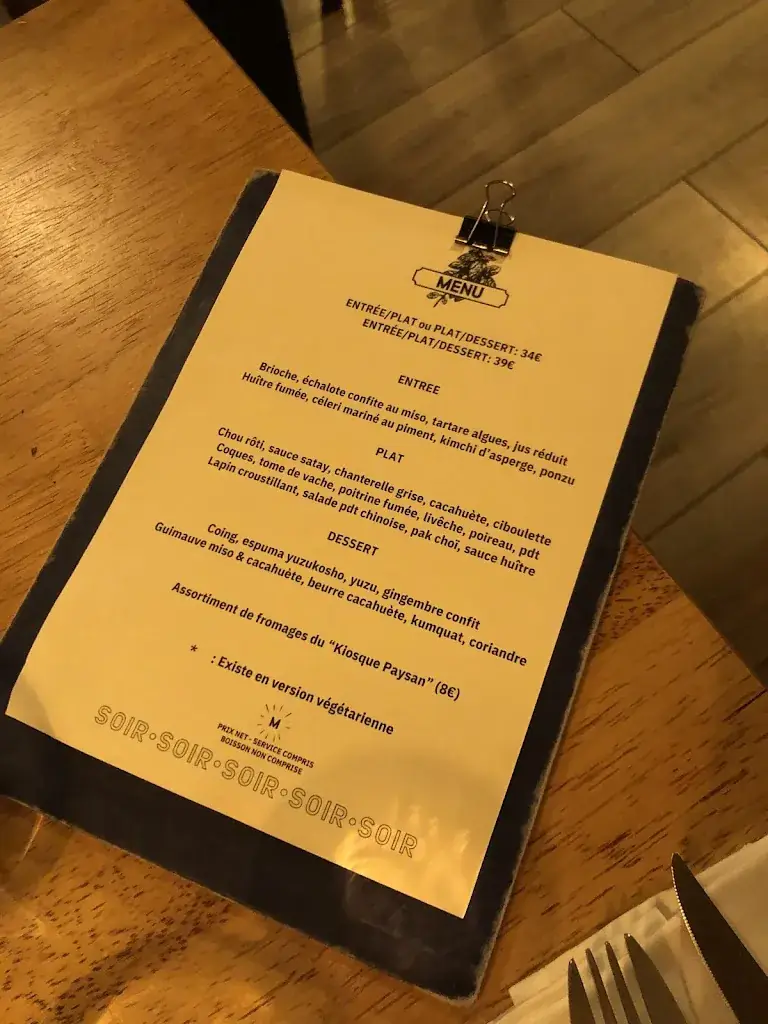 MENU
ENTRÉE/PLAT ou PLAT/DESSERT: 34€
ENTRÉE/PLAT/DESSERT: 39€
ENTREE
Brioche, échalote confite au miso, tartare algues, jus réduit
Huître fumée, céleri mariné au piment, kimchi d'asperge, ponzu
PLAT
Chou rôti, sauce satay, chanterelle grise, cacahuète, ciboulette
Coques, tome de vache, poitrine fumée, livêche, poireau, pdt
Lapin croustillant, salade pdt chinoise, pak choï, sauce huître
DESSERT
Coing, espuma yuzukosho, yuzu, gingembre confit
Guimauve miso & cacahuète, beurre cacahuète, kumquat, coriandre
Assortiment de fromages du "Kiosque Paysan" (8€)
* : Existe en version végétarienne
M
PRIX NET - SERVICE COMPRIS
BOISSON NON COMPRISE
SOIR•SOIR•SOIR•SOIR•SOIR